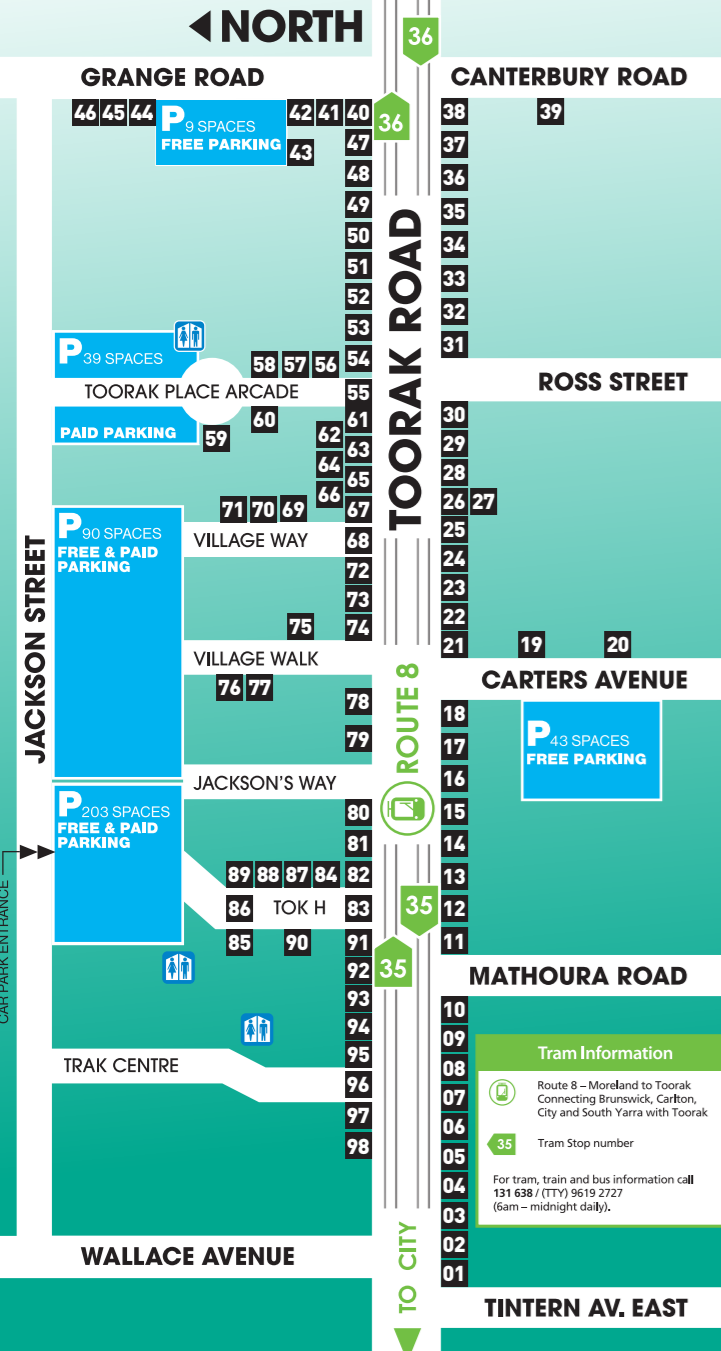 NORTH
36
GRANGE ROAD
CANTERBURY ROAD
46 45 44
P 9 SPACES
FREE PARKING
42 41 40
43
36
38
39
47
37
48
36
49
35
50
34
51
33
52
32
53
31
TOORAK ROAD
P 39 SPACES
58 57 56 54
TOORAK PLACE ARCADE
55
ROSS STREET
PAID PARKING
59
60
61
62
63
64
65
66
30
29
28
26 27
71 70 69
67
25
P 90 SPACES
FREE & PAID
PARKING
VILLAGE WAY
68
24
72
23
73
22
JACKSON STREET
75
74
21
19
20
VILLAGE WALK
CARTERS AVENUE
76 77
78
79
ROUTE 8
18
17
16
P 43 SPACES
FREE PARKING
JACKSON'S WAY
P 203 SPACES
FREE & PAID
PARKING
CAR PARK ENTRANCE
80
81
15
14
89 88 87 84 82
13
86
TOK H
83
35
12
85
90
91
11
92
35
MATHOURA ROAD
93
94
95
96
97
98
TRAK CENTRE
10
09
08
07
06
05
04
03
02
01
Tram Information
Route 8 – Moreland to Toorak
Connecting Brunswick, Carlton,
City and South Yarra with Toorak
35
Tram Stop number
For tram, train and bus information call
131 638 / (TTY) 9619 2727
(6am – midnight daily).
WALLACE AVENUE
TO CITY
TINTERN AV. EAST